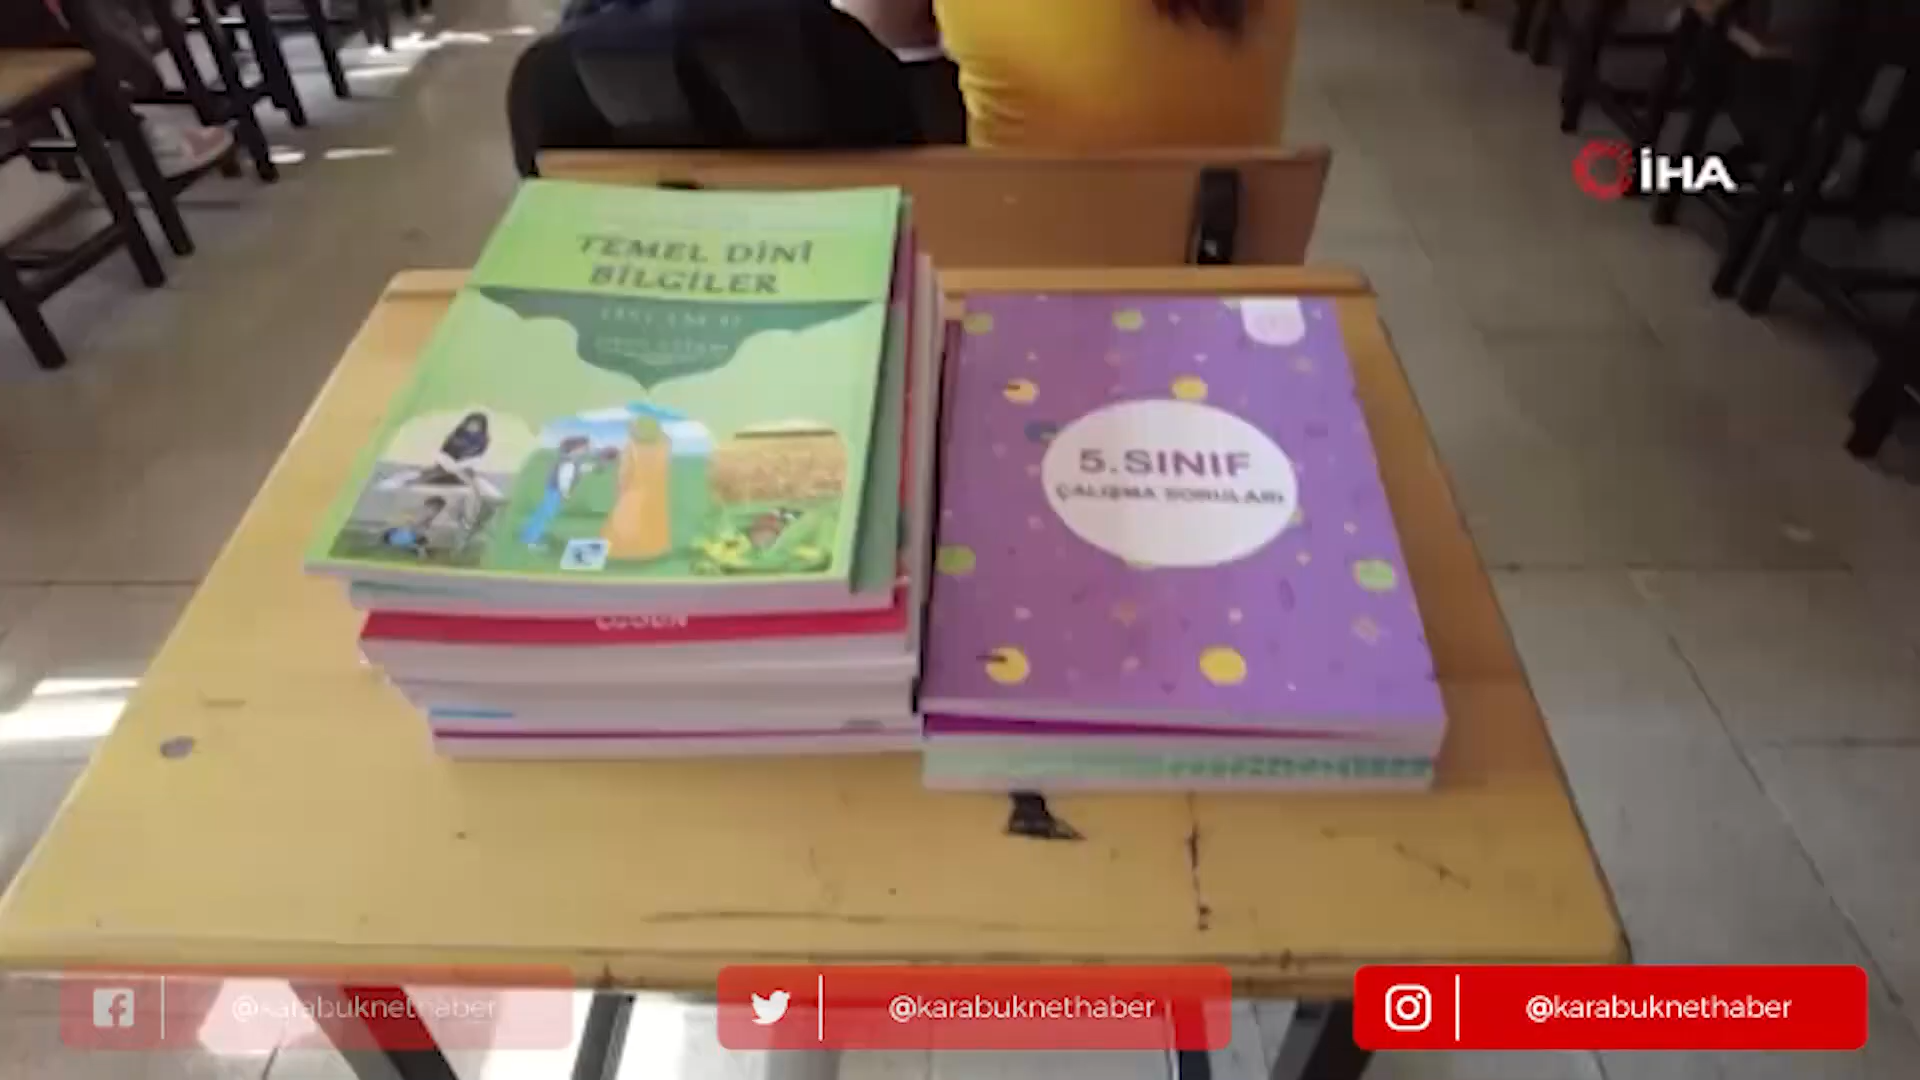 İHA
TEMEL DİNİ
BİLGİLER
5.SINIF
ÇALIŞMA SORULARI
@karabuknethaber
@karabuknethaber
@karabuknethaber